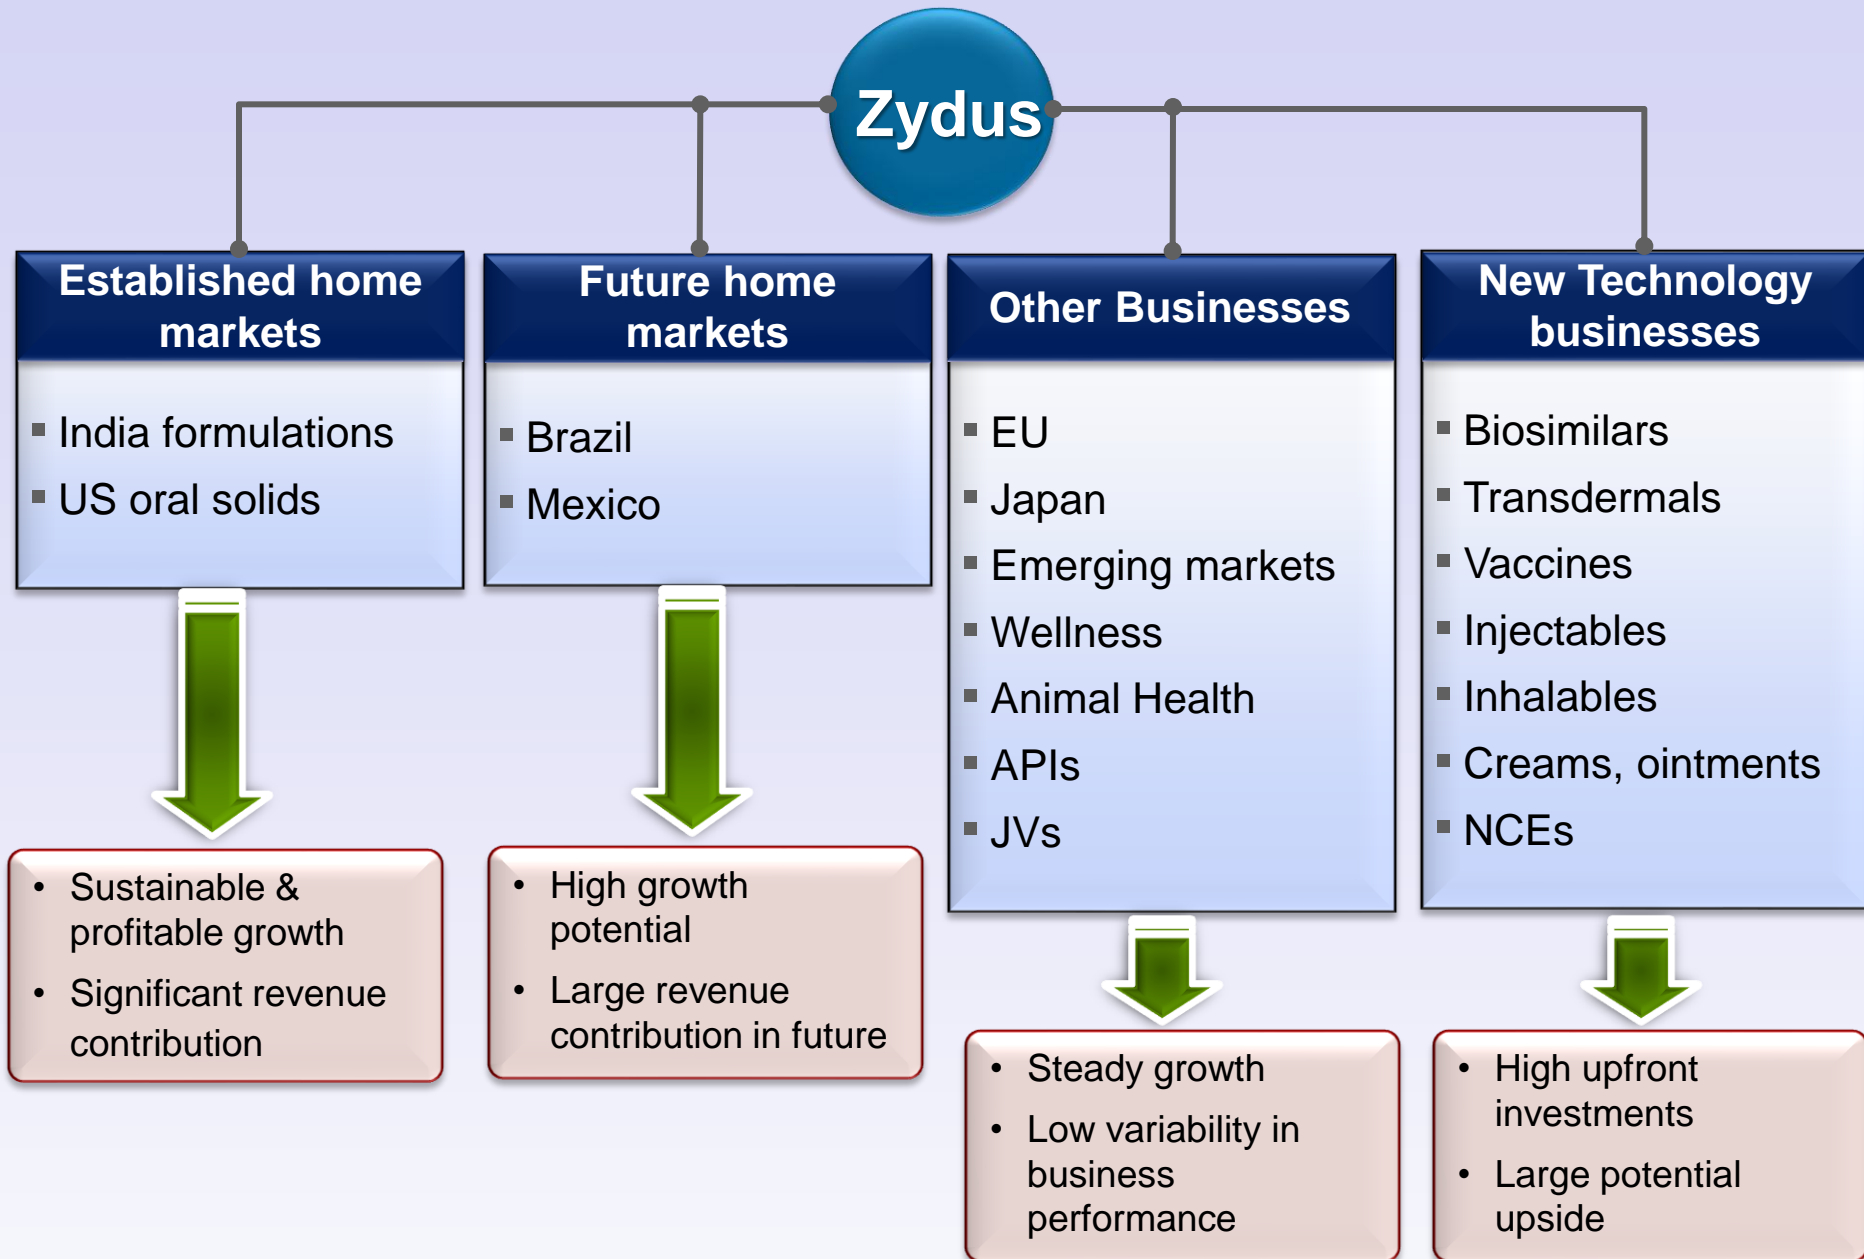 Zydus
Established home
markets
India formulations
US oral solids
• Sustainable &
profitable growth
• Significant revenue
contribution
Future home
markets
Brazil
Mexico
• High growth
potential
• Large revenue
contribution in future
Other Businesses
EU
Japan
Emerging markets
Wellness
Animal Health
APIs
JVs
• Steady growth
• Low variability in
business
performance
New Technology
businesses
Biosimilars
Transdermals
Vaccines
Injectables
Inhalables
Creams, ointments
NCEs
• High upfront
investments
• Large potential
upside